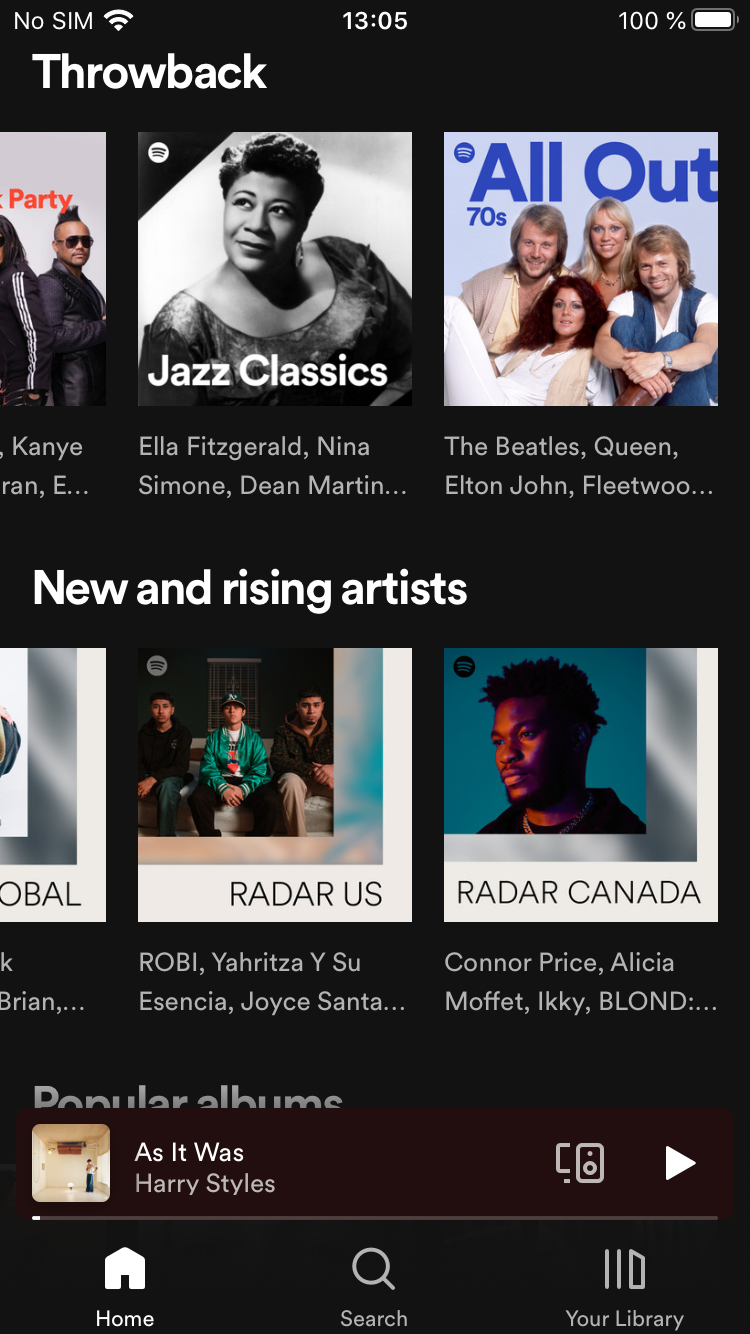 No SIM 13:05 100 %
Throwback
Party
Jazz Classics
All Out
70s
, Kanye
ran, E...
Ella Fitzgerald, Nina
Simone, Dean Martin...
The Beatles, Queen,
Elton John, Fleetwoo...
New and rising artists
OBAL
RADAR US
RADAR CANADA
k
Brian,...
ROBI, Yahritza Y Su
Esencia, Joyce Santa...
Connor Price, Alicia
Moffet, Ikky, BLOND:...
Popular albums
As It Was
Harry Styles
Home
Search
Your Library